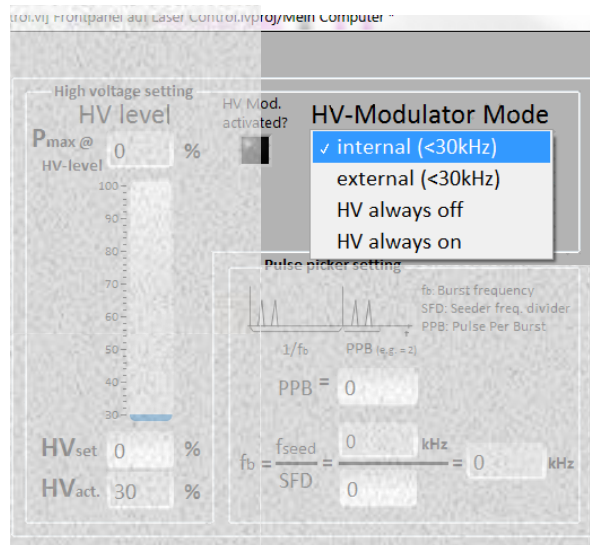 trol.vi] Frontpanel auf Laser Control.lvproj/Mein Computer *
High voltage setting
HV level
HV Mod.
activated?
HV-Modulator Mode
Pmax @
HV-level
0
%
✓ internal (<30kHz)
external (<30kHz)
HV always off
HV always on
100
90
80
70
60
50
40
30
HVset 0 %
HVact. 30 %
Pulse picker setting
fb: Burst frequency
SFD: Seeder freq. divider
PPB: Pulse Per Burst
1/fb
PPB (e.g. = 2)
PPB = 0
fb = fseed / SFD = 0 kHz / 0 = 0 kHz